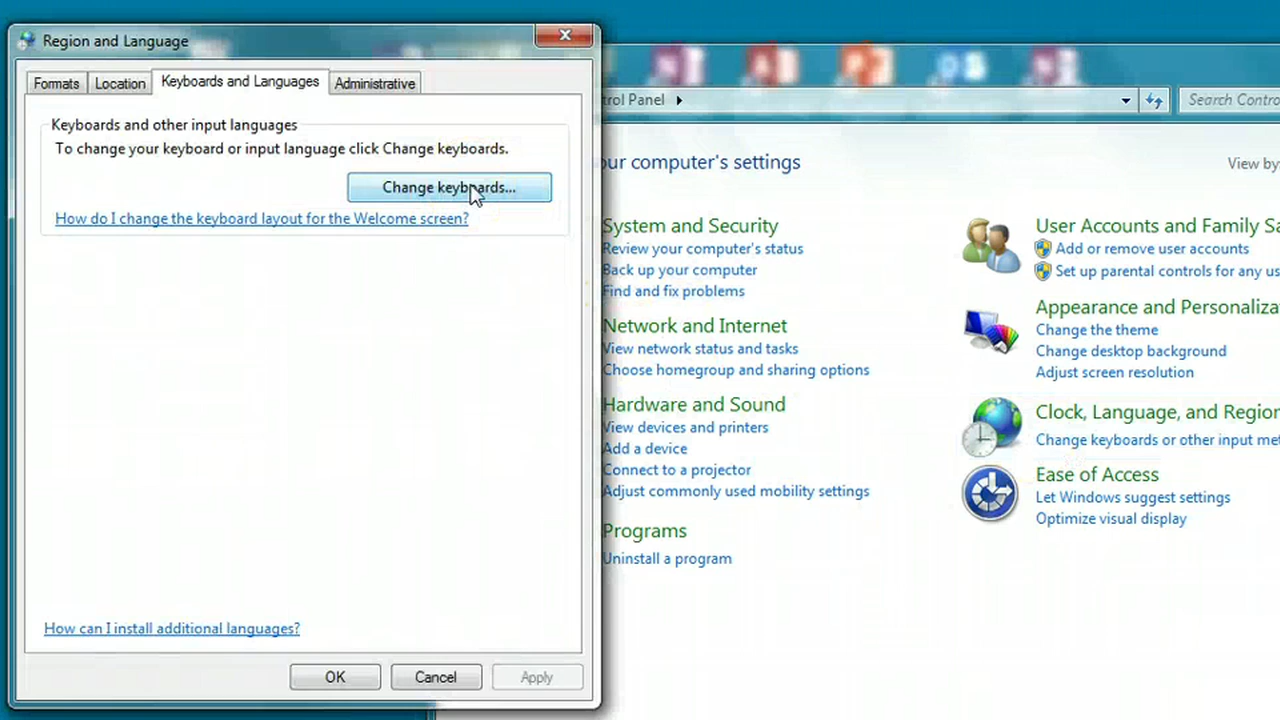 Region and Language
Formats
Location
Keyboards and Languages
Administrative
Keyboards and other input languages
To change your keyboard or input language click Change keyboards.
Change keyboards...
How do I change the keyboard layout for the Welcome screen?
How can I install additional languages?
OK
Cancel
Apply
trol Panel
Search Contro
our computer's settings
View by:
System and Security
Review your computer's status
Back up your computer
Find and fix problems
Network and Internet
View network status and tasks
Choose homegroup and sharing options
Hardware and Sound
View devices and printers
Add a device
Connect to a projector
Adjust commonly used mobility settings
Programs
Uninstall a program
User Accounts and Family Sa
Add or remove user accounts
Set up parental controls for any us
Appearance and Personaliza
Change the theme
Change desktop background
Adjust screen resolution
Clock, Language, and Region
Change keyboards or other input met
Ease of Access
Let Windows suggest settings
Optimize visual display